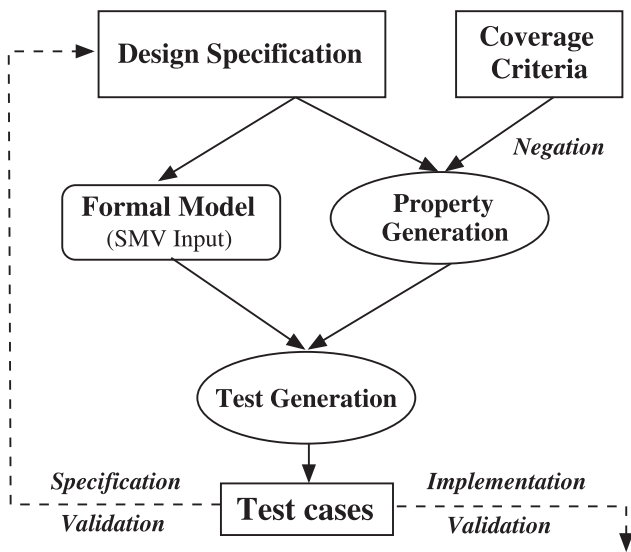 Design Specification
Coverage
Criteria
Negation
Formal Model
(SMV Input)
Property
Generation
Test Generation
Specification
Validation
Test cases
Implementation
Validation